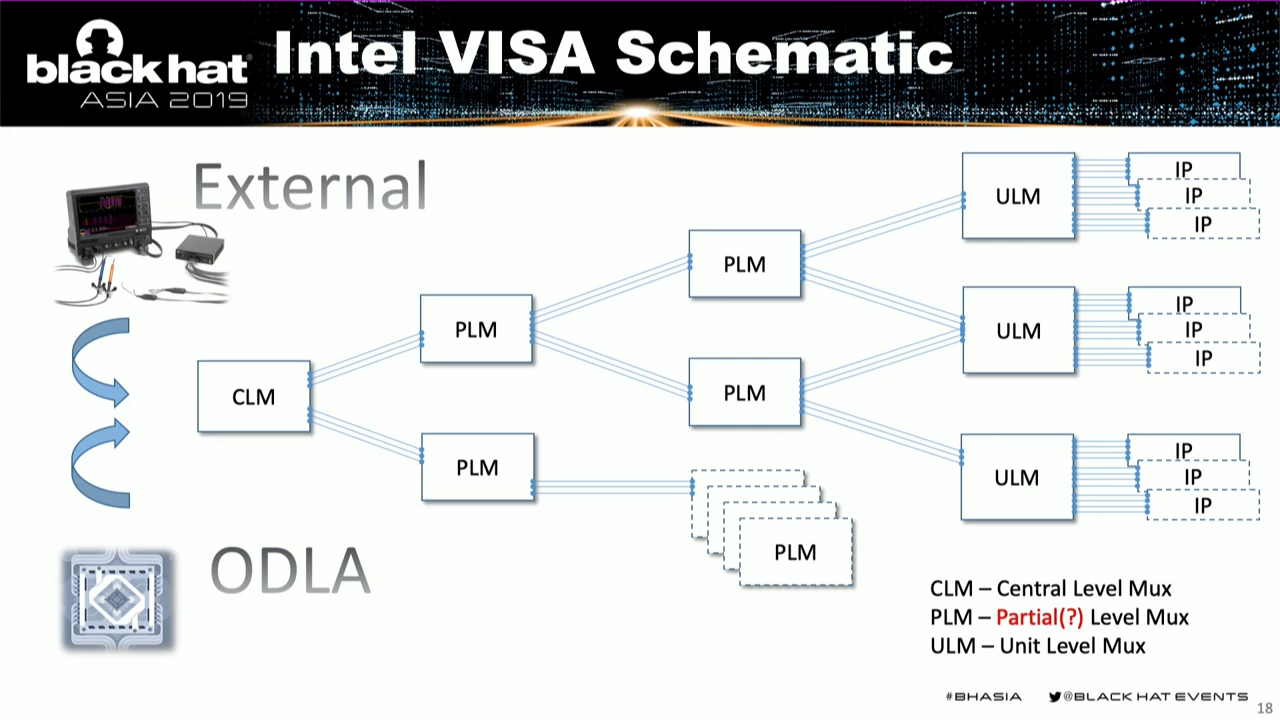 black hat®
ASIA 2019
Intel VISA Schematic
External
ODLA
CLM
PLM
PLM
PLM
PLM
PLM
ULM
IP
IP
IP
ULM
IP
IP
IP
ULM
IP
IP
IP
CLM – Central Level Mux
PLM – Partial(?) Level Mux
ULM – Unit Level Mux
#BHASIA @BLACK HAT EVENTS
18